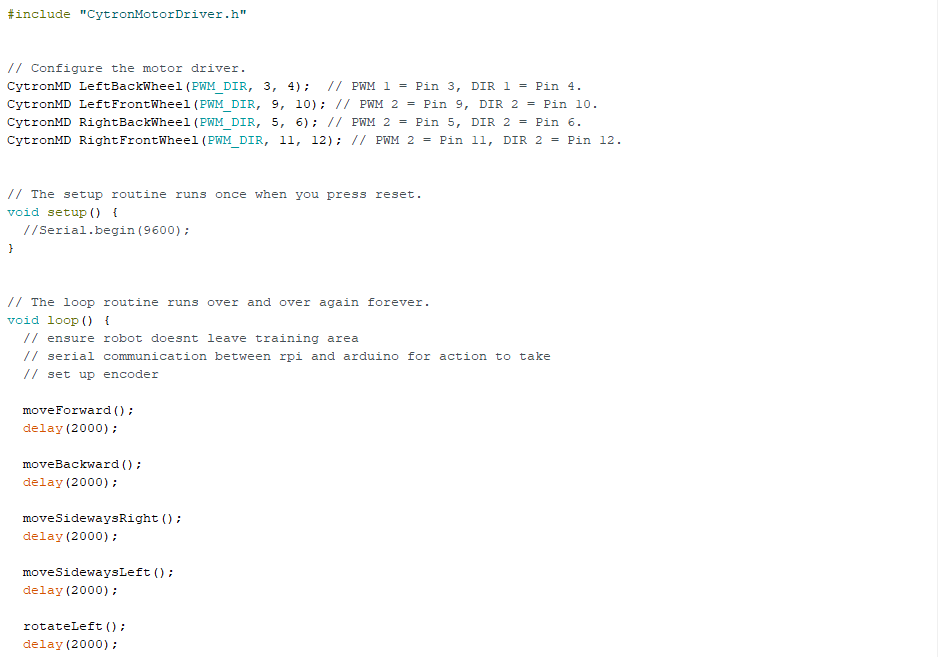 #include "CytronMotorDriver.h"
// Configure the motor driver.
CytronMD LeftBackWheel(PWM_DIR, 3, 4);  // PWM 1 = Pin 3, DIR 1 = Pin 4.
CytronMD LeftFrontWheel(PWM_DIR, 9, 10); // PWM 2 = Pin 9, DIR 2 = Pin 10.
CytronMD RightBackWheel(PWM_DIR, 5, 6); // PWM 2 = Pin 5, DIR 2 = Pin 6.
CytronMD RightFrontWheel(PWM_DIR, 11, 12); // PWM 2 = Pin 11, DIR 2 = Pin 12.
// The setup routine runs once when you press reset.
void setup() {
  //Serial.begin(9600);
}
// The loop routine runs over and over again forever.
void loop() {
  // ensure robot doesnt leave training area
  // serial communication between rpi and arduino for action to take
  // set up encoder
  moveForward();
  delay(2000);
  moveBackward();
  delay(2000);
  moveSidewaysRight();
  delay(2000);
  moveSidewaysLeft();
  delay(2000);
  rotateLeft();
  delay(2000);